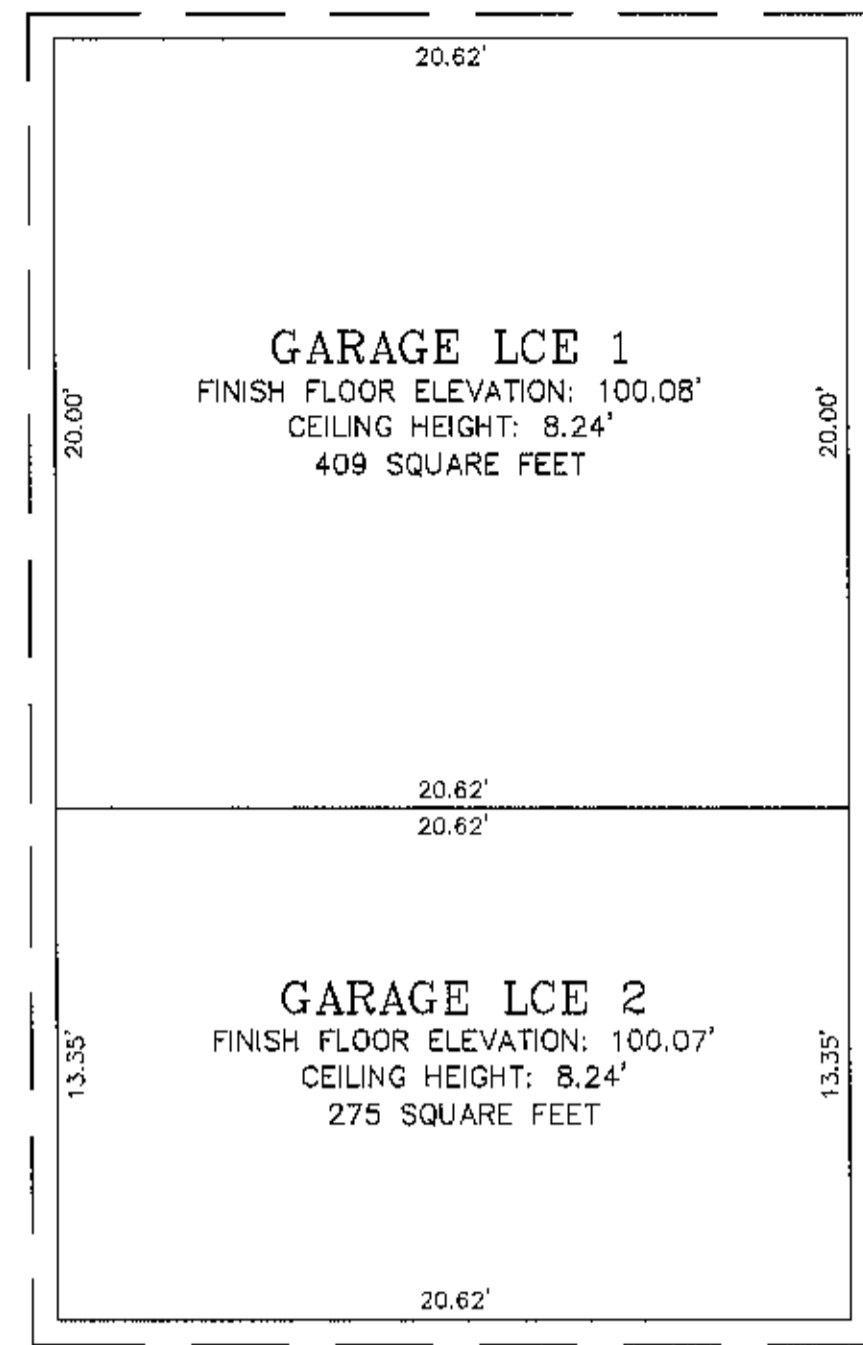 20.62'
GARAGE LCE 1
FINISH FLOOR ELEVATION: 100.08'
CEILING HEIGHT: 8.24'
409 SQUARE FEET
20.00'
20.00'
20.62'
20.62'
GARAGE LCE 2
FINISH FLOOR ELEVATION: 100.07'
CEILING HEIGHT: 8.24'
275 SQUARE FEET
13.35'
13.35'
20.62'